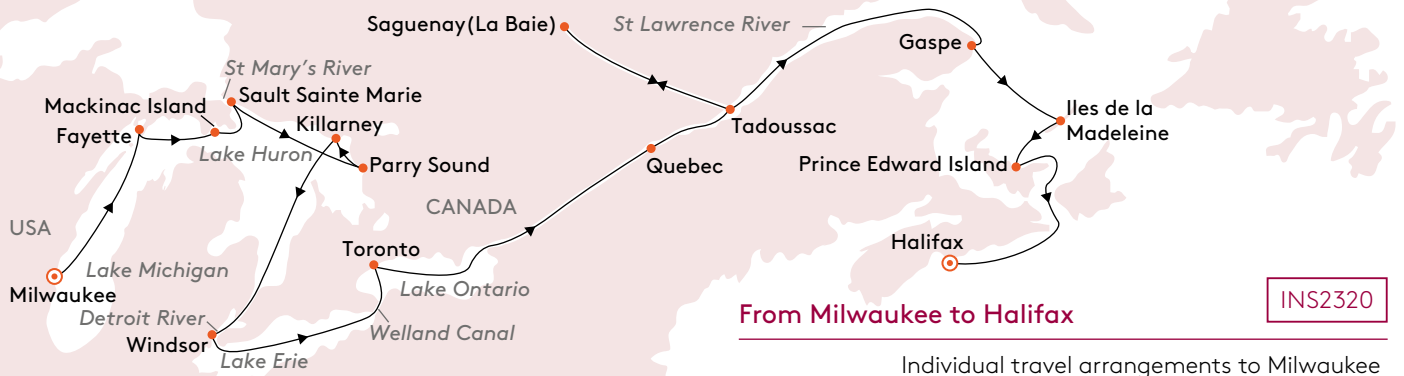 Saguenay(La Baie)
St Lawrence River
Gaspe
St Mary's River
Mackinac Island
Sault Sainte Marie
Fayette
Killarney
Lake Huron
Parry Sound
Tadoussac
Iles de la
Madeleine
Quebec
Prince Edward Island
USA
CANADA
Toronto
Halifax
Milwaukee
Lake Michigan
Lake Ontario
Detroit River
Windsor
Welland Canal
Lake Erie
From Milwaukee to Halifax
INS2320
Individual travel arrangements to Milwaukee